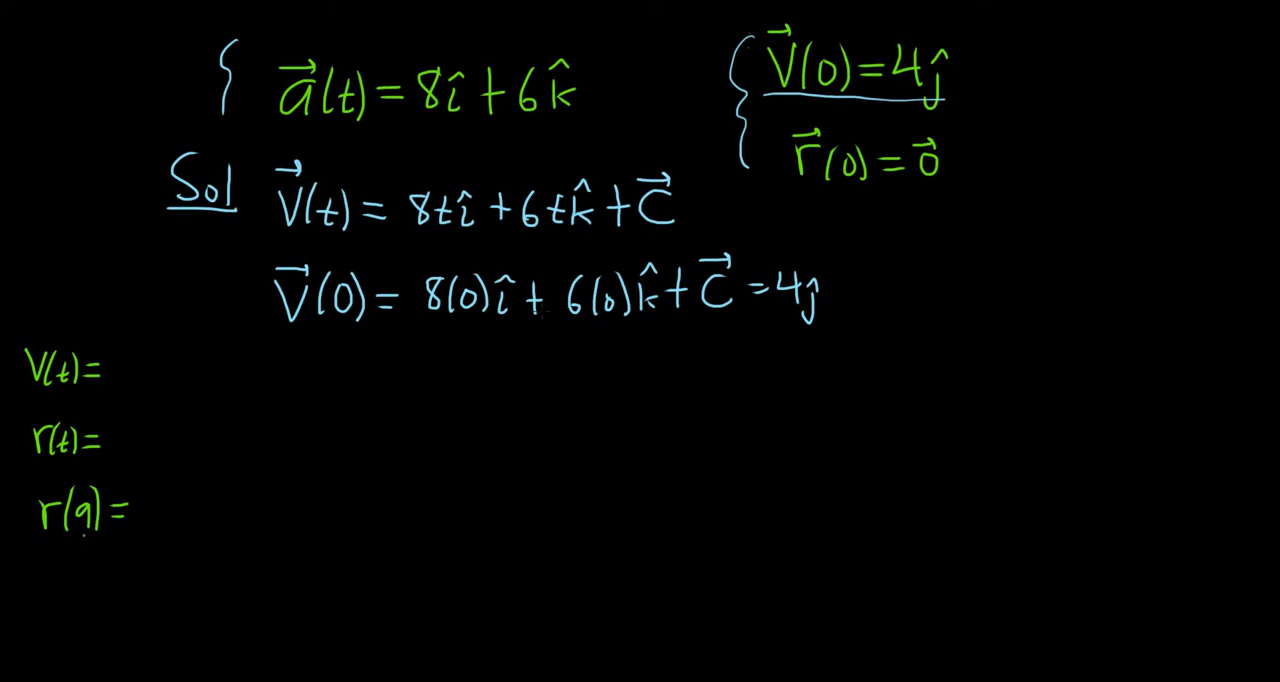 a⃗(t) = 8î + 6k̂
V⃗(0) = 4ĵ
r⃗(0) = 0⃗
Sol V⃗(t) = 8tî + 6tk̂ + C⃗
V⃗(0) = 8(0)î + 6(0)k̂ + C⃗ = 4ĵ
V(t) =
r(t) =
r(9) =